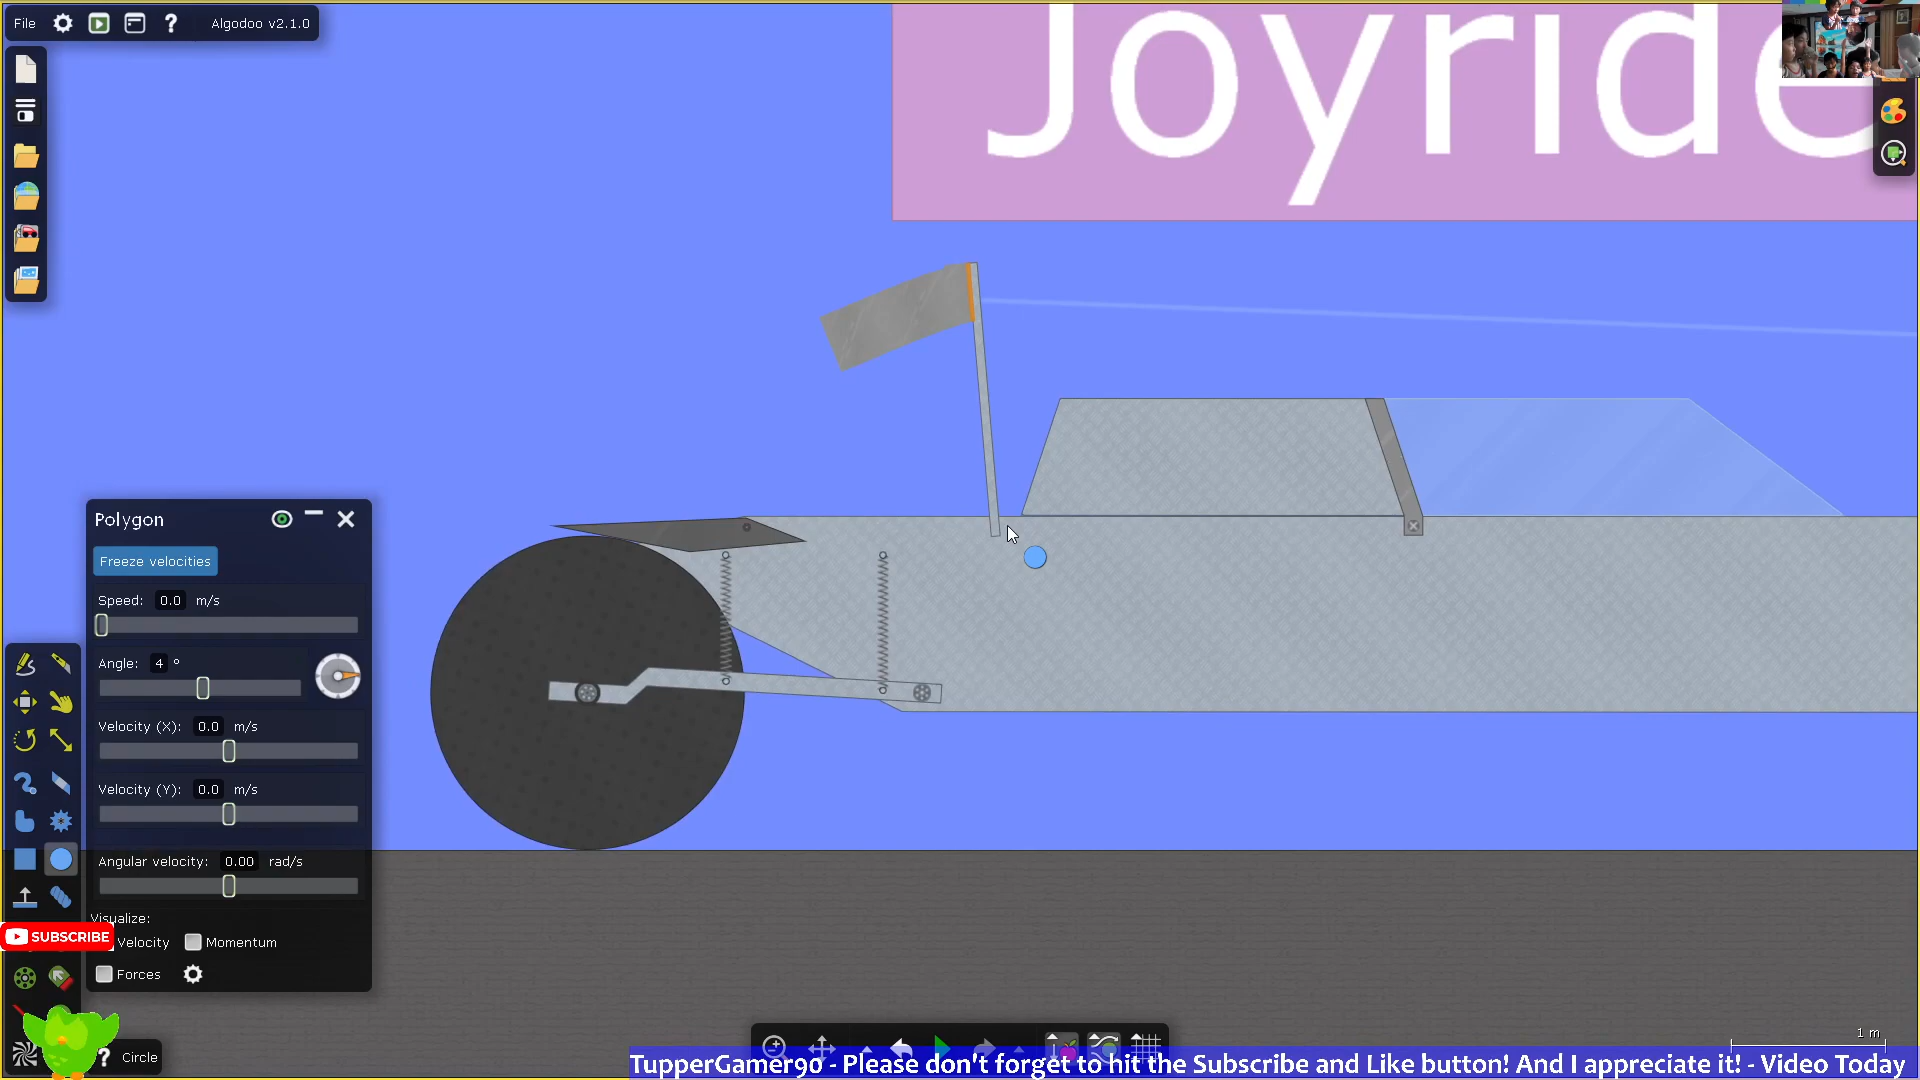 File
Algodoo v2.1.0
Joyride
Polygon
Freeze velocities
Speed: 0.0 m/s
Angle: 4 °
Velocity (X): 0.0 m/s
Velocity (Y): 0.0 m/s
Angular velocity: 0.00 rad/s
Visualize:
SUBSCRIBE
Velocity
Momentum
Forces
? Circle
1 m
TupperGamer90 - Please don't forget to hit the Subscribe and Like button! And I appreciate it! - Video Today